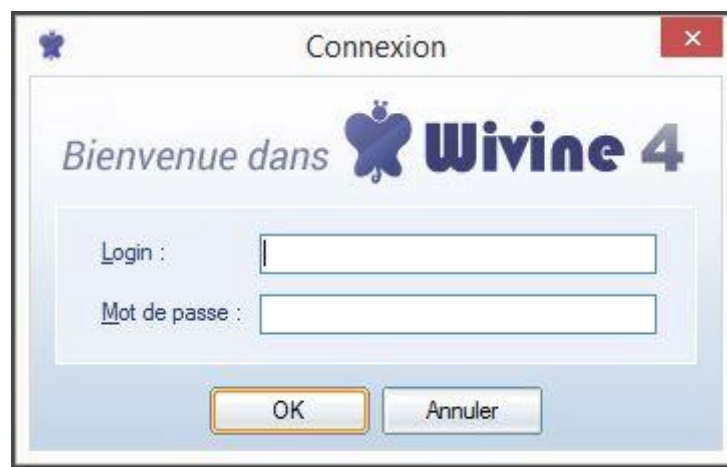 Connexion
Bienvenue dans Wivine 4
Login :
Mot de passe :
OK Annuler